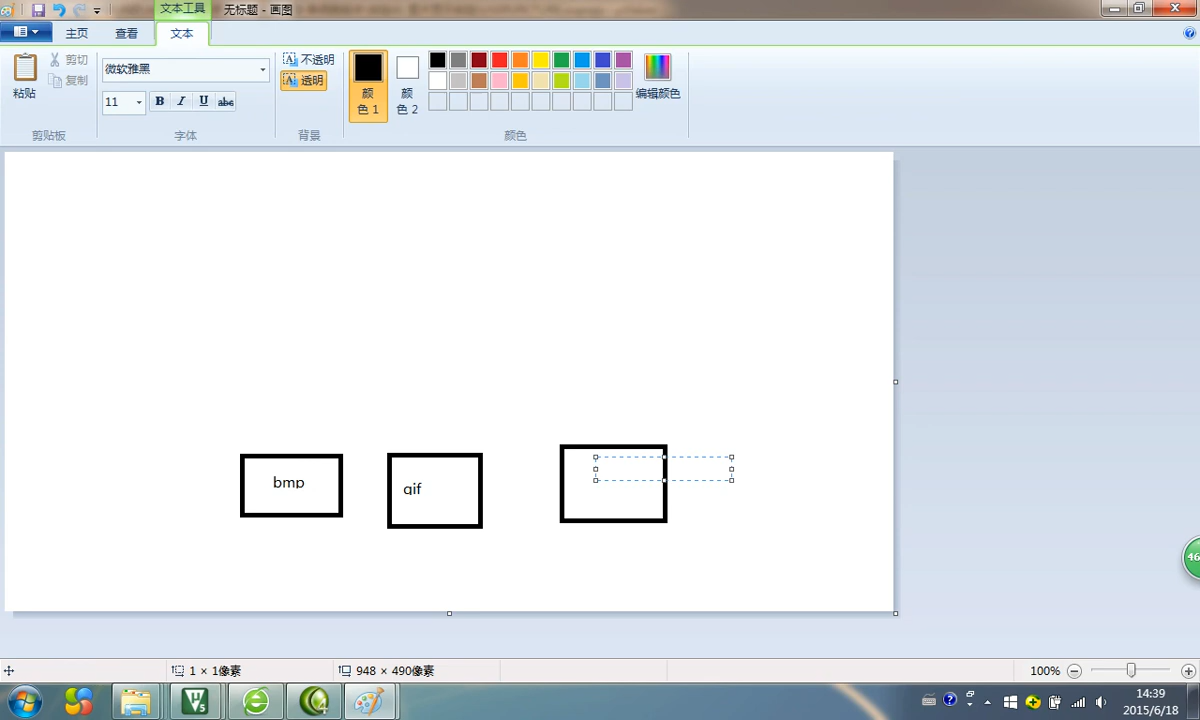 文本工具
无标题 - 画图
主页
查看
文本
粘贴
剪切
复制
剪贴板
微软雅黑
11
B I U abc
字体
不透明
透明
背景
颜色 1
颜色 2
编辑颜色
颜色
bmp
gif
46
1 × 1像素
948 × 490像素
100%
14:39
2015/6/18